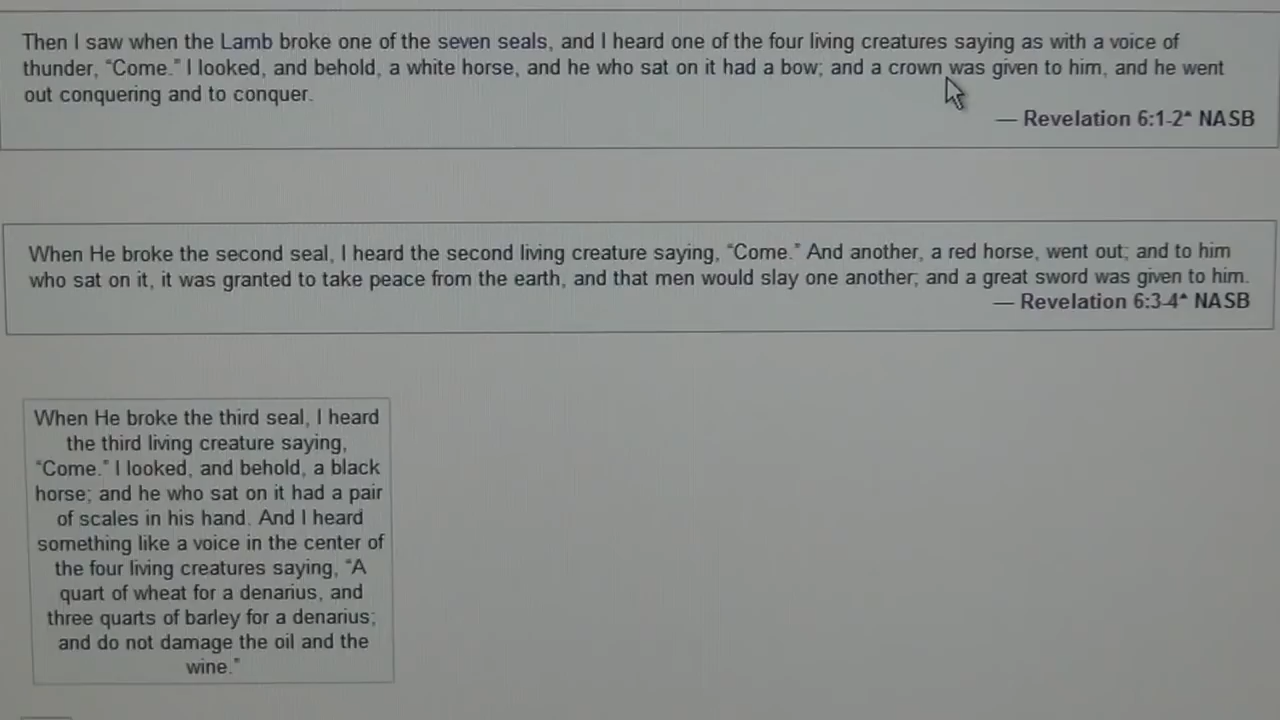 Then I saw when the Lamb broke one of the seven seals, and I heard one of the four living creatures saying as with a voice of
thunder, “Come.” I looked, and behold, a white horse, and he who sat on it had a bow; and a crown was given to him, and he went
out conquering and to conquer.
— Revelation 6:1-2 NASB
When He broke the second seal, I heard the second living creature saying, “Come.” And another, a red horse, went out; and to him
who sat on it, it was granted to take peace from the earth, and that men would slay one another; and a great sword was given to him.
— Revelation 6:3-4 NASB
When He broke the third seal, I heard
the third living creature saying,
“Come.” I looked, and behold, a black
horse; and he who sat on it had a pair
of scales in his hand. And I heard
something like a voice in the center of
the four living creatures saying, “A
quart of wheat for a denarius, and
three quarts of barley for a denarius;
and do not damage the oil and the
wine.”